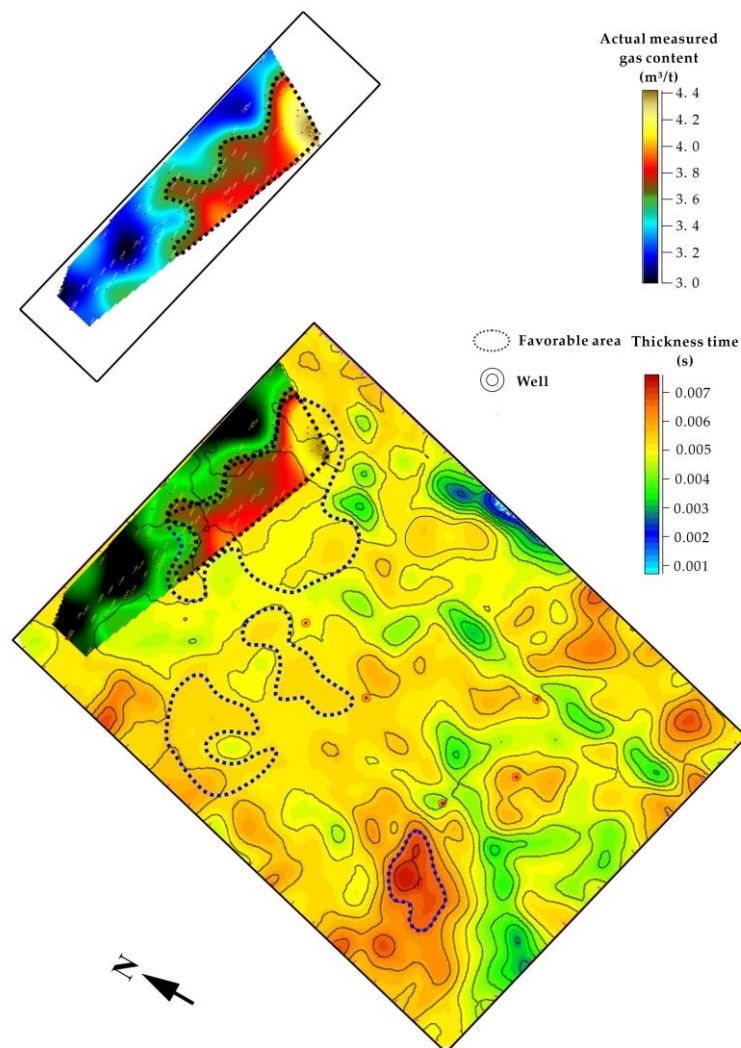 Actual measured
gas content
(m³/t)
4. 4
4. 2
4. 0
3. 8
3. 6
3. 4
3. 2
3. 0
Favorable area
Well
Thickness time
(s)
0.007
0.006
0.005
0.004
0.003
0.002
0.001
N